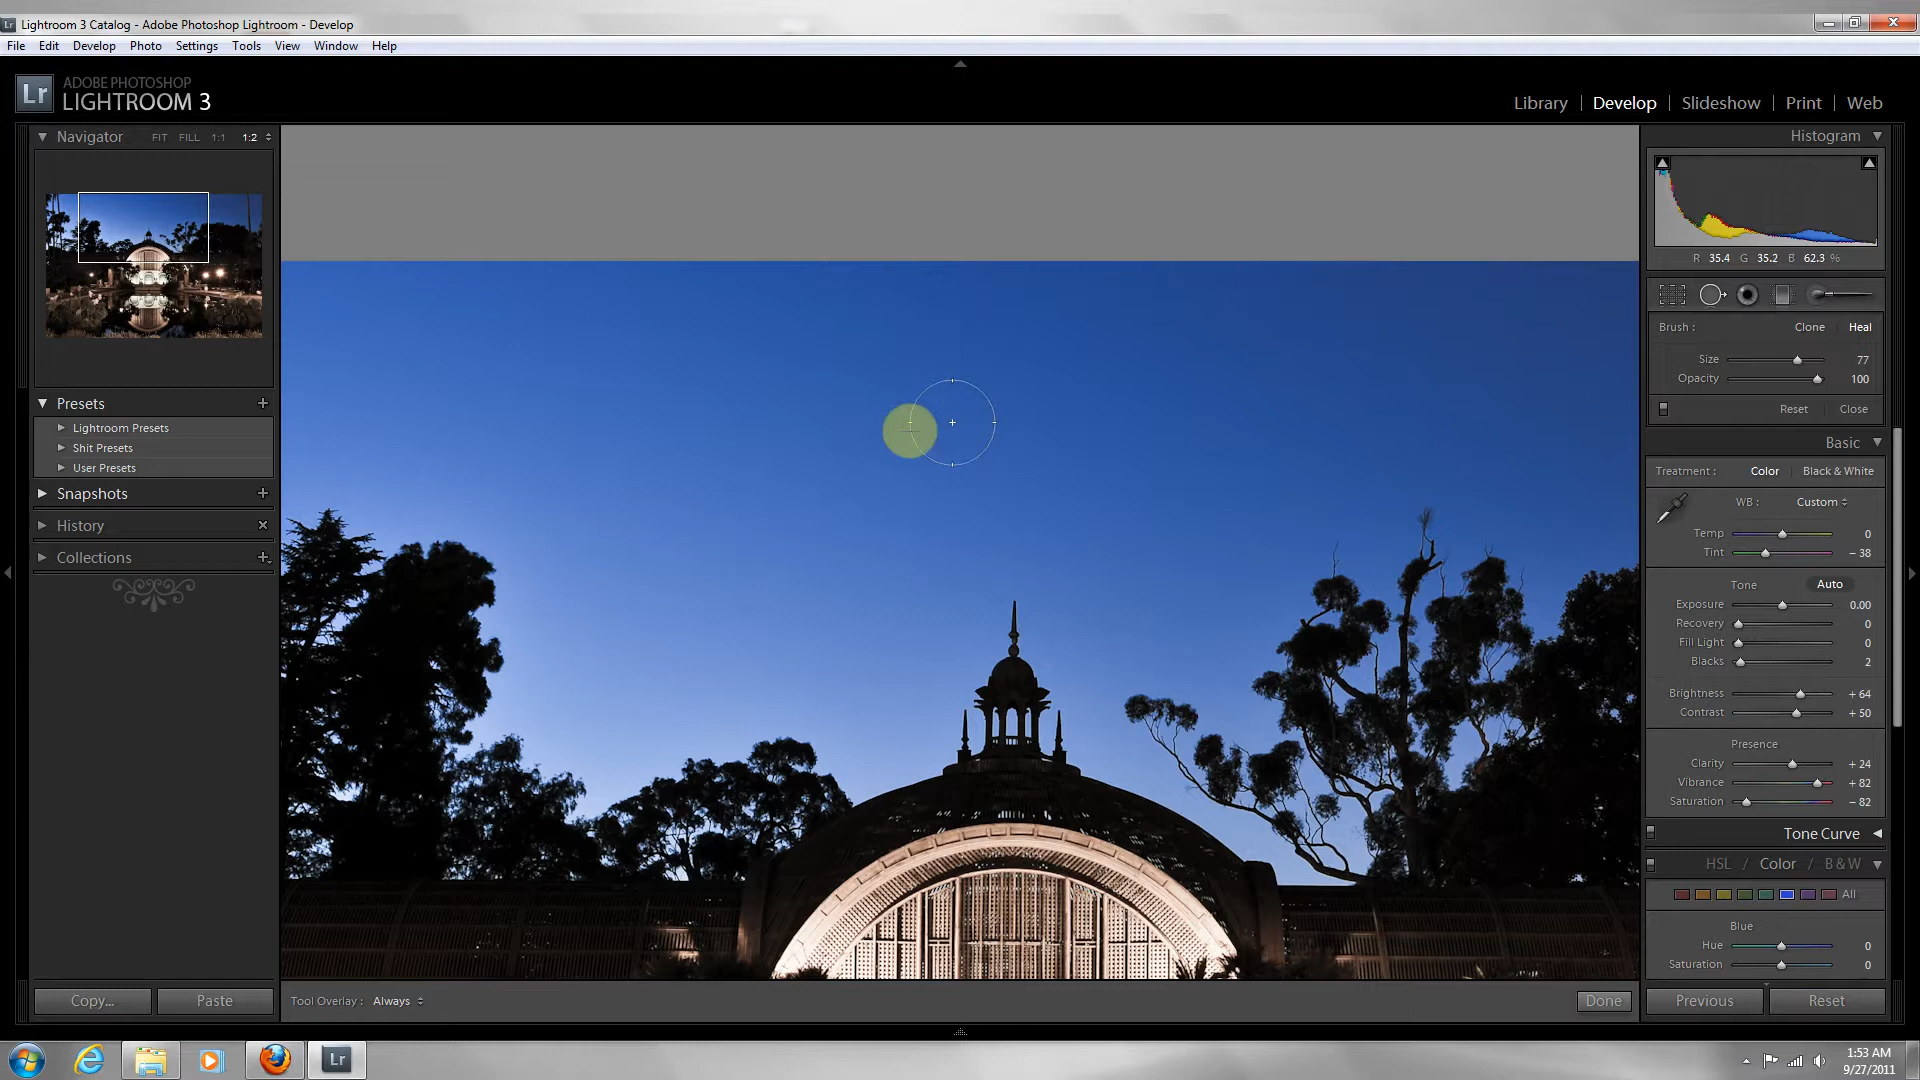 Lr Lightroom 3 Catalog - Adobe Photoshop Lightroom - Develop
File Edit Develop Photo Settings Tools View Window Help
Lr ADOBE PHOTOSHOP
LIGHTROOM 3
Library | Develop | Slideshow | Print | Web
Navigator FIT FILL 1:1 1:2
Presets +
Lightroom Presets
Shit Presets
User Presets
Snapshots +
History ×
Collections +
Copy... Paste
Tool Overlay : Always Done
Histogram
R 35.4 G 35.2 B 62.3 %
Brush : Clone Heal
Size 77
Opacity 100
Reset Close
Basic
Treatment : Color Black & White
WB : Custom
Temp 0
Tint – 38
Tone Auto
Exposure 0.00
Recovery 0
Fill Light 0
Blacks 2
Brightness + 64
Contrast + 50
Presence
Clarity + 24
Vibrance + 82
Saturation – 82
Tone Curve
HSL / Color / B & W
All
Blue
Hue 0
Saturation 0
Previous Reset
Lr
1:53 AM
9/27/2011